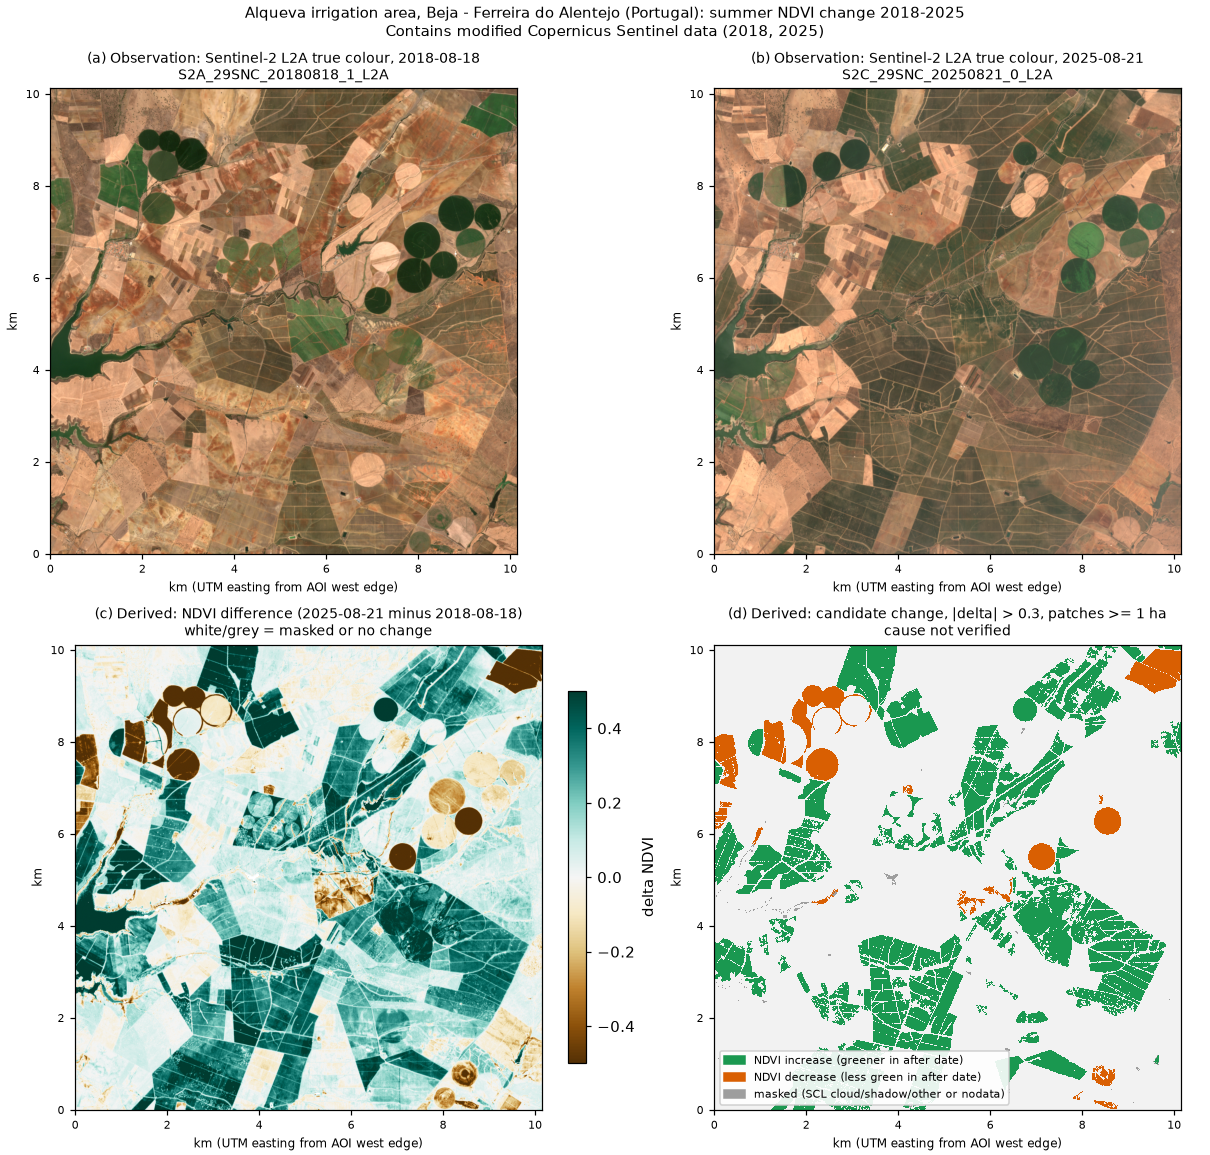 Alqueva irrigation area, Beja - Ferreira do Alentejo (Portugal): summer NDVI change 2018-2025
Contains modified Copernicus Sentinel data (2018, 2025)
(a) Observation: Sentinel-2 L2A true colour, 2018-08-18
S2A_29SNC_20180818_1_L2A
10
8
6
4
2
0
km
0 2 4 6 8 10
km (UTM easting from AOI west edge)
(b) Observation: Sentinel-2 L2A true colour, 2025-08-21
S2C_29SNC_20250821_0_L2A
10
8
6
4
2
0
km
0 2 4 6 8 10
km (UTM easting from AOI west edge)
(c) Derived: NDVI difference (2025-08-21 minus 2018-08-18)
white/grey = masked or no change
10
8
6
4
2
0
km
0 2 4 6 8 10
km (UTM easting from AOI west edge)
0.4
0.2
0.0
−0.2
−0.4
delta NDVI
(d) Derived: candidate change, |delta| > 0.3, patches >= 1 ha
cause not verified
10
8
6
4
2
0
km
NDVI increase (greener in after date)
NDVI decrease (less green in after date)
masked (SCL cloud/shadow/other or nodata)
0 2 4 6 8 10
km (UTM easting from AOI west edge)